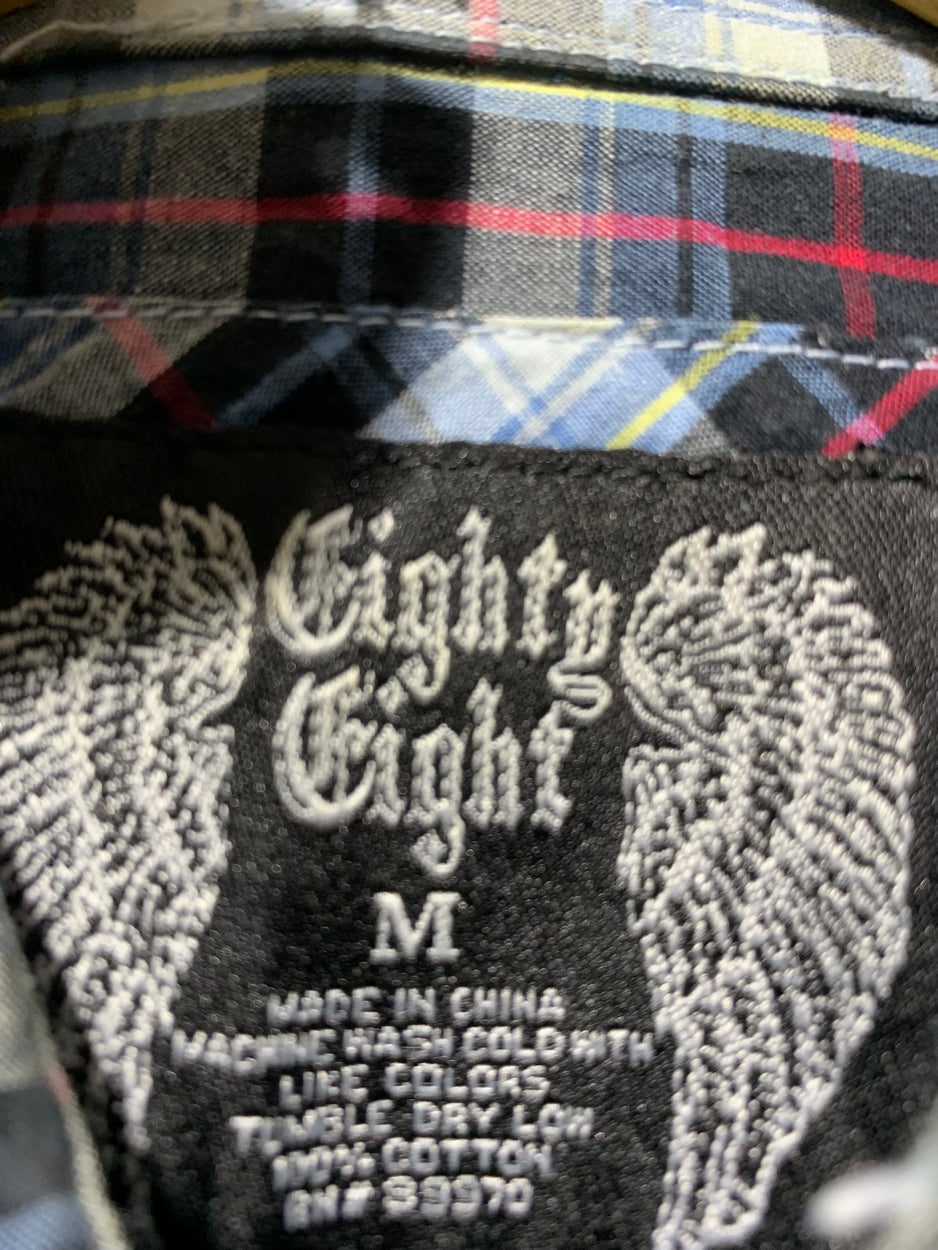 Eighty
Eight
M
MADE IN CHINA
MACHINE WASH COLD WITH
LIKE COLORS
TUMBLE DRY LOW
100% COTTON
RN# 89970